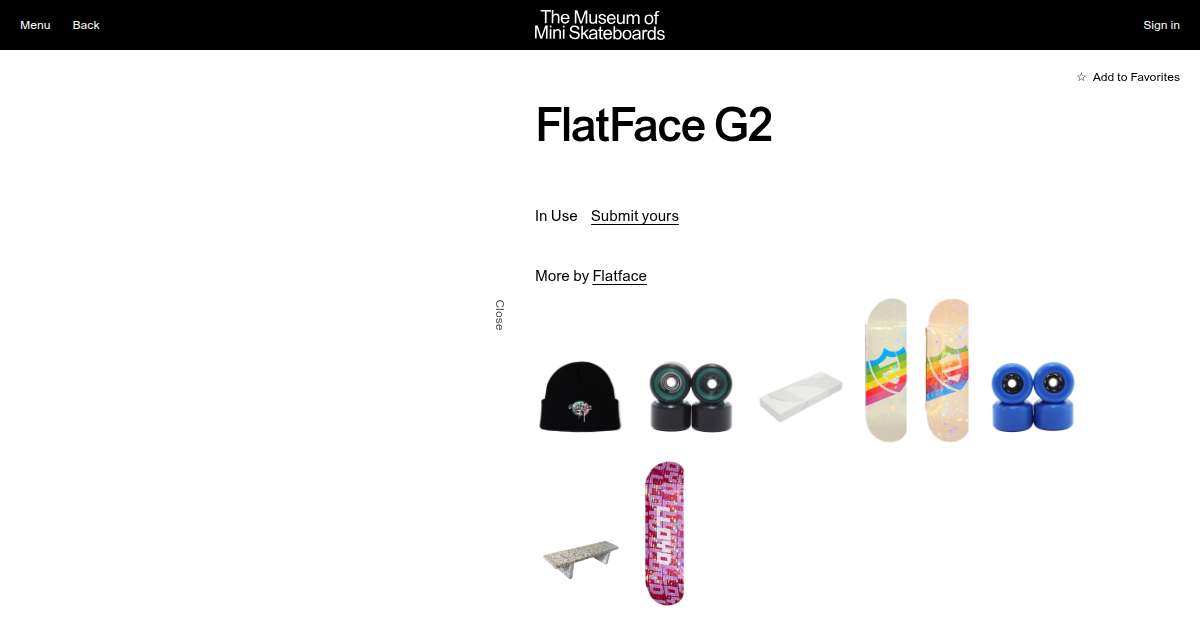 Menu
Back
The Museum of
Mini Skateboards
Sign in
☆ Add to Favorites
FlatFace G2
In Use Submit yours
More by Flatface
Close